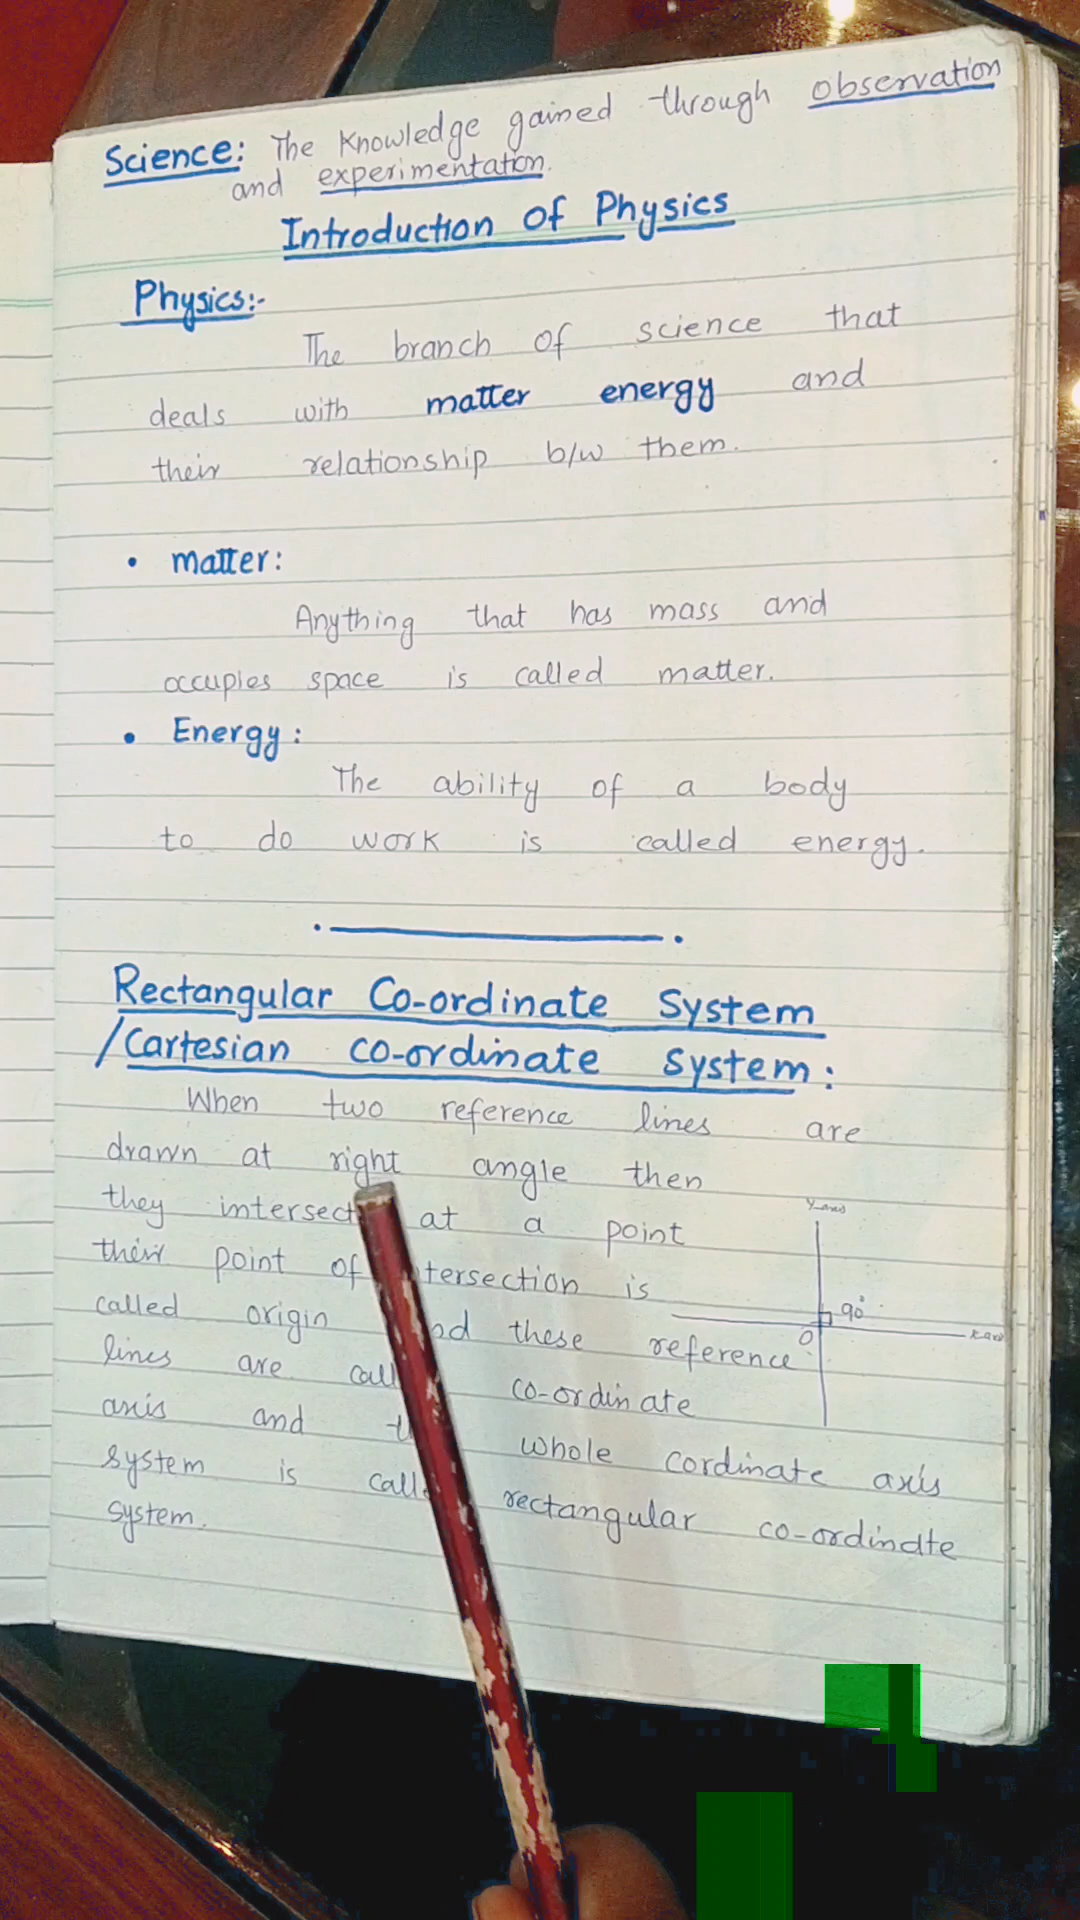 Science: The Knowledge gained through observation
and experimentation.
Introduction of Physics
Physics:-
The branch of science that
deals with matter energy and
their relationship b/w them.
• matter:
Anything that has mass and
occupies space is called matter.
• Energy:
The ability of a body
to do work is called energy.
Rectangular Co-ordinate System
/Cartesian co-ordinate system:
When two reference lines are
drawn at right angle then
they intersect at a point
their point of tersection is
called origin these reference
lines are co-ordinate
axis and whole cordinate axis
system is rectangular co-ordinate
system.
Y-axis
90°
O
x-axis